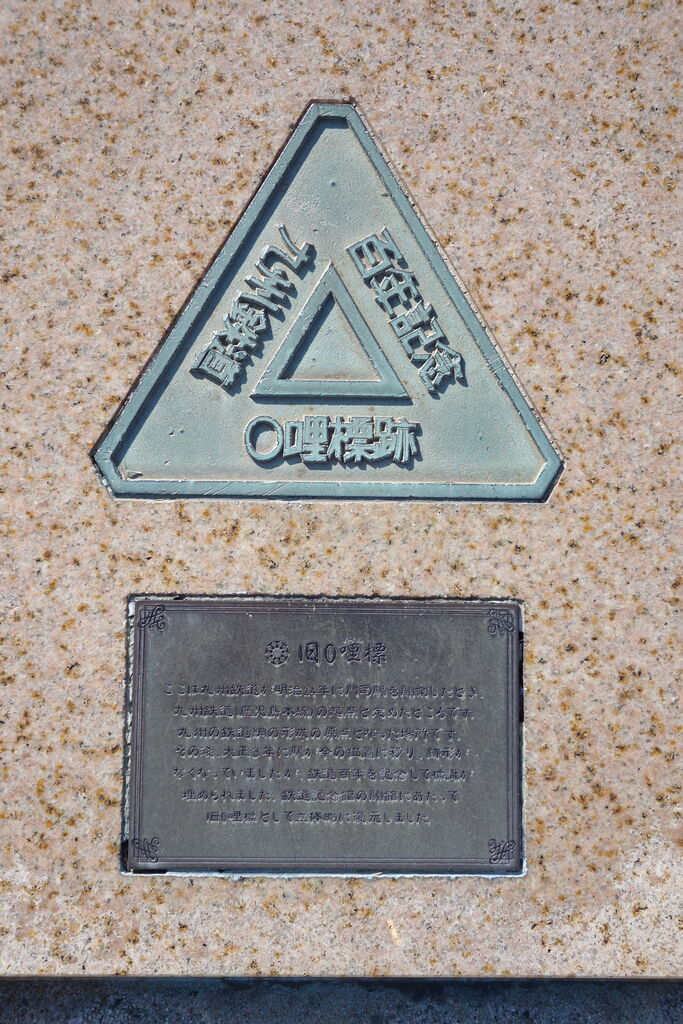 九州鉄道
百年記念
〇哩標跡
旧0哩標
ここは九州鉄道が明治24年に門司駅を開設したとき、
九州鉄道(鹿児島本線)の起点と定めたところです。
九州の鉄道網の形成の原点となった場所です。
その後、大正3年に駅が今の位置に移り、跡形が
なくなっていましたが、鉄道百年を記念して標識が
埋められました。鉄道記念館の開館にあたって
旧0哩標として立体的に復元しました。